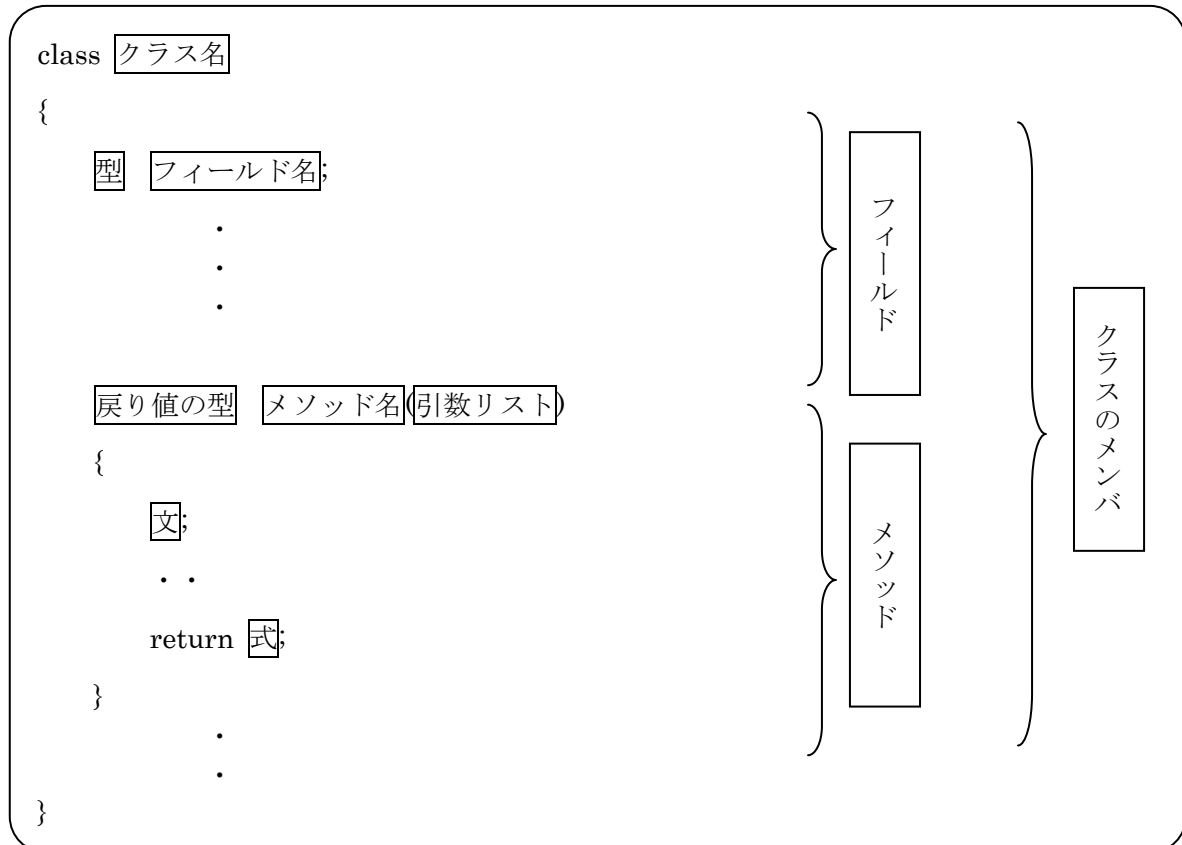 class クラス名
{
型 フィールド名;
・
・
・
戻り値の型 メソッド名(引数リスト)
{
文;
・・
return 式;
}
・
・
}
フィールド
メソッド
クラスのメンバ